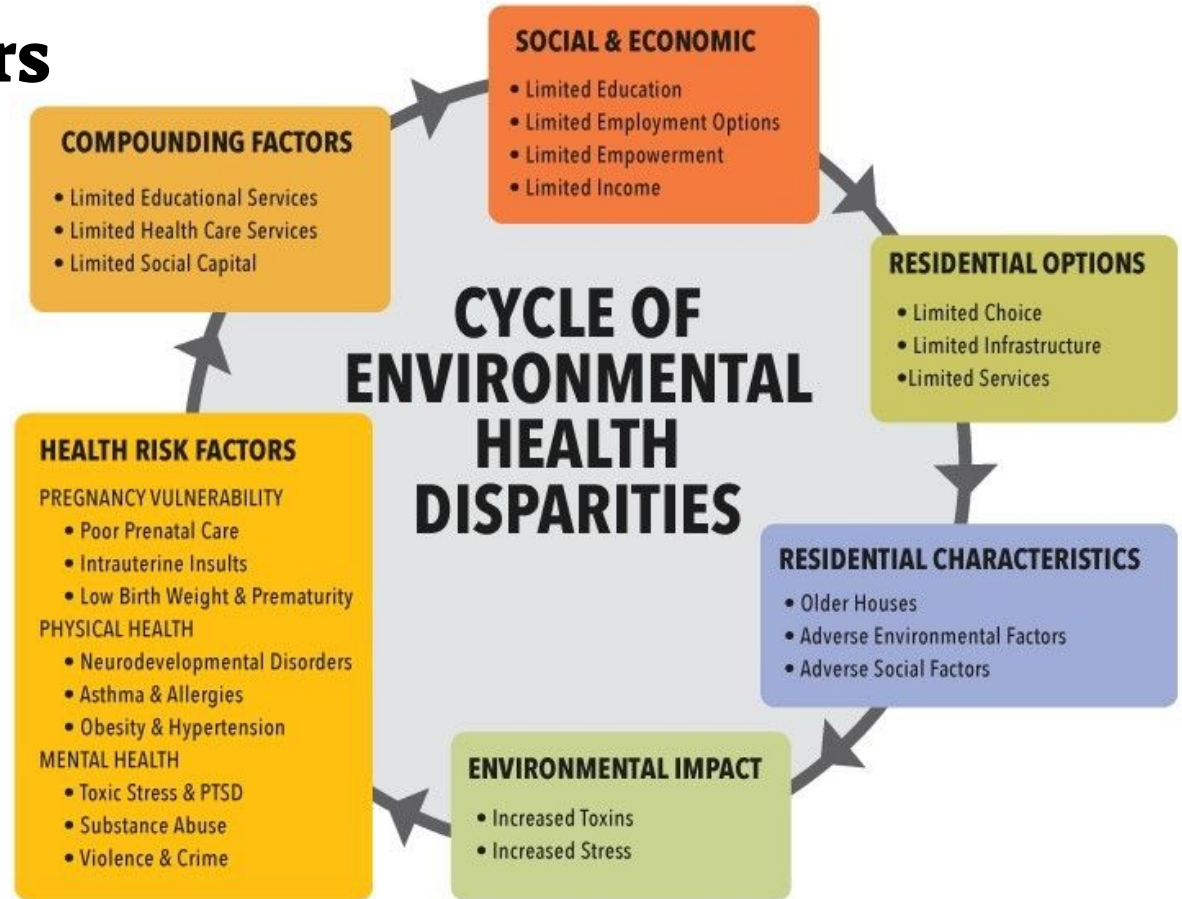 rs
SOCIAL & ECONOMIC
• Limited Education
• Limited Employment Options
• Limited Empowerment
• Limited Income
RESIDENTIAL OPTIONS
• Limited Choice
• Limited Infrastructure
•Limited Services
RESIDENTIAL CHARACTERISTICS
• Older Houses
• Adverse Environmental Factors
• Adverse Social Factors
ENVIRONMENTAL IMPACT
• Increased Toxins
• Increased Stress
HEALTH RISK FACTORS
PREGNANCY VULNERABILITY
• Poor Prenatal Care
• Intrauterine Insults
• Low Birth Weight & Prematurity
PHYSICAL HEALTH
• Neurodevelopmental Disorders
• Asthma & Allergies
• Obesity & Hypertension
MENTAL HEALTH
• Toxic Stress & PTSD
• Substance Abuse
• Violence & Crime
COMPOUNDING FACTORS
• Limited Educational Services
• Limited Health Care Services
• Limited Social Capital
CYCLE OF
ENVIRONMENTAL
HEALTH
DISPARITIES